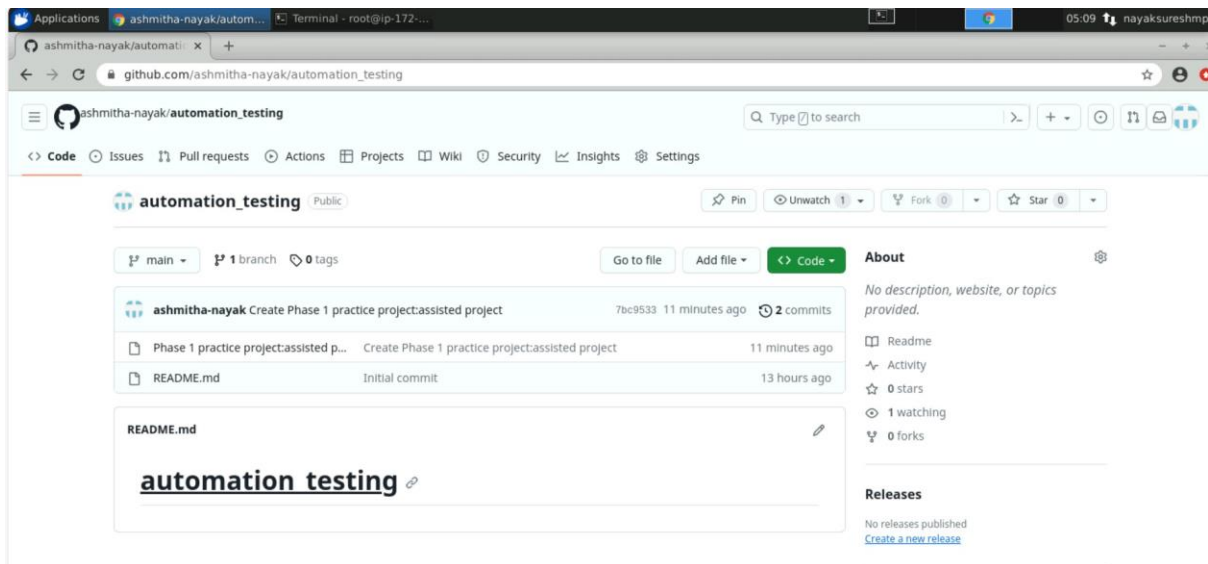 Applications ashmitha-nayak/autom... Terminal - root@ip-172-... 05:09 nayaksureshmp
ashmitha-nayak/automati x +
github.com/ashmitha-nayak/automation_testing
ashmitha-nayak/automation_testing Type / to search
Code Issues Pull requests Actions Projects Wiki Security Insights Settings
automation_testing Public Pin Unwatch 1 Fork 0 Star 0
main 1 branch 0 tags Go to file Add file Code
ashmitha-nayak Create Phase 1 practice project:assisted project 7bc9533 11 minutes ago 2 commits
Phase 1 practice project:assisted p... Create Phase 1 practice project:assisted project 11 minutes ago
README.md Initial commit 13 hours ago
README.md
automation_testing
About
No description, website, or topics
provided.
Readme
Activity
0 stars
1 watching
0 forks
Releases
No releases published
Create a new release